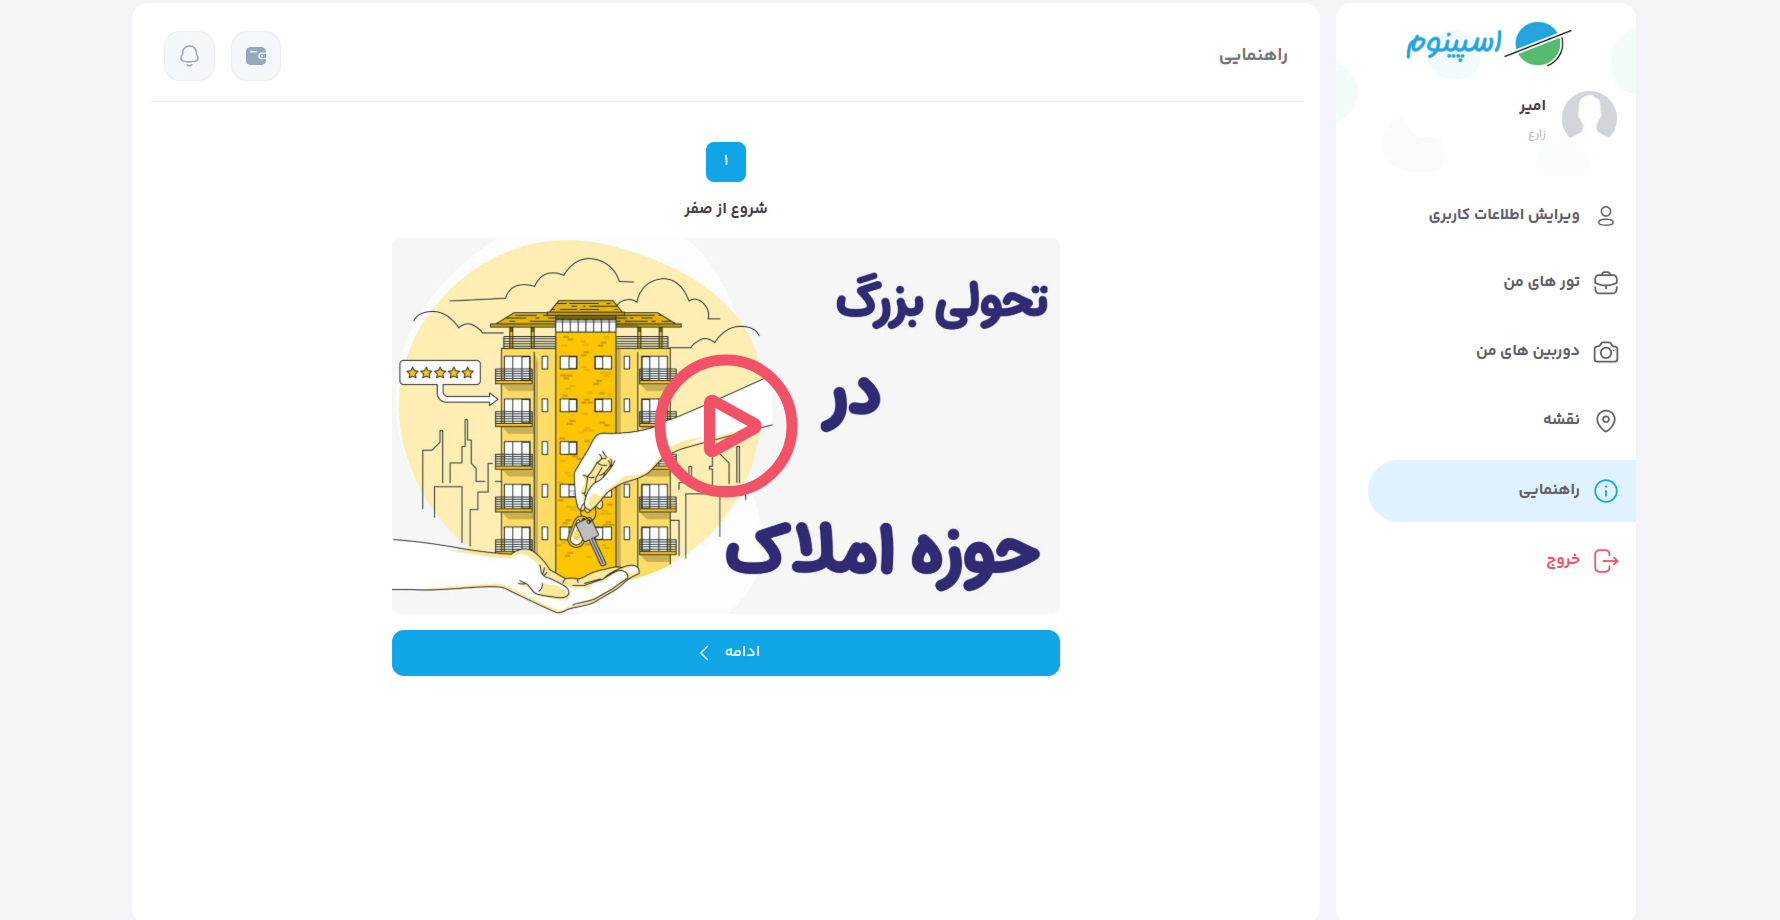 اسپینوم
امیر
زارع
ویرایش اطلاعات کاربری
تور های من
دوربین های من
نقشه
راهنمایی
خروج
راهنمایی
۱
شروع از صفر
تحولی بزرگ
در
حوزه املاک
ادامه